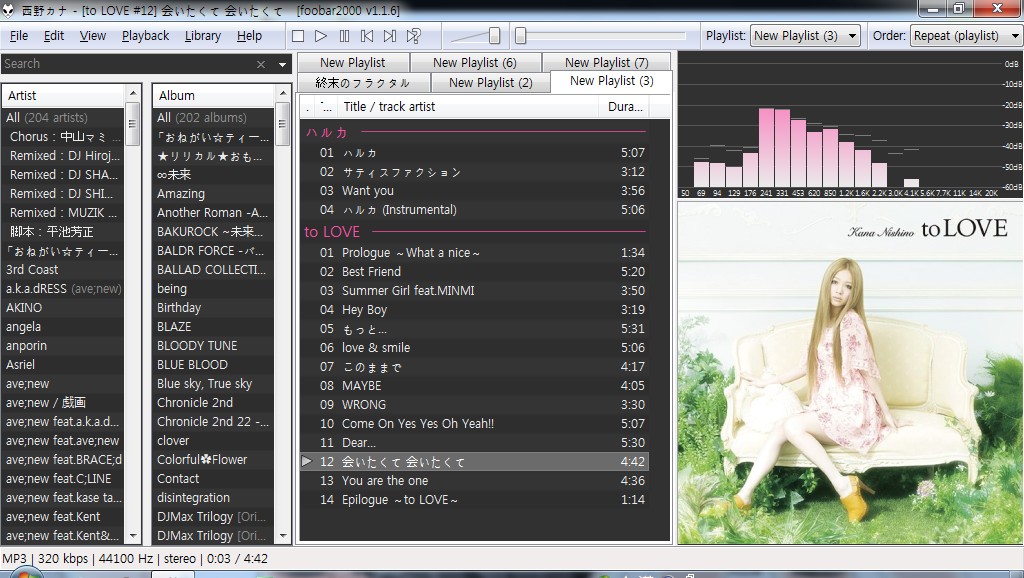 西野カナ - [to LOVE #12] 会いたくて 会いたくて   [foobar2000 v1.1.6]
File Edit View Playback Library Help
Playlist: New Playlist (3) Order: Repeat (playlist)
Search
Artist
All (204 artists)
Chorus : 中山マミ...
Remixed : DJ Hiroj...
Remixed : DJ SHA...
Remixed : DJ SHI...
Remixed : MUZIK ...
脚本 : 平池芳正
「おねがい☆ティー...
3rd Coast
a.k.a.dRESS (ave;new)
AKINO
angela
anporin
Asriel
ave;new
ave;new / 戯画
ave;new feat.a.k.a.d...
ave;new feat.ave;new
ave;new feat.BRACE;d
ave;new feat.C;LINE
ave;new feat.kase ta...
ave;new feat.Kent
ave;new feat.Kent&...
Album
All (202 albums)
「おねがい☆ティー...
★リリカル★おも...
∞未来
Amazing
Another Roman -A...
BAKUROCK ~未来...
BALDR FORCE -バ...
BALLAD COLLECTI...
being
Birthday
BLAZE
BLOODY TUNE
BLUE BLOOD
Blue sky, True sky
Chronicle 2nd
Chronicle 2nd 22 -...
clover
Colorful✿Flower
Contact
disintegration
DJMax Trilogy [Ori...
DJMax Trilogy [Ori...
New Playlist New Playlist (6) New Playlist (7)
終末のフラクタル New Playlist (2) New Playlist (3)
. ... Title / track artist Dura...
ハルカ
01 ハルカ 5:07
02 サティスファクション 3:12
03 Want you 3:56
04 ハルカ (Instrumental) 5:06
to LOVE
01 Prologue ~What a nice~ 1:34
02 Best Friend 5:20
03 Summer Girl feat.MINMI 3:50
04 Hey Boy 3:19
05 もっと... 5:31
06 love & smile 5:06
07 このままで 4:17
08 MAYBE 4:05
09 WRONG 3:30
10 Come On Yes Yes Oh Yeah!! 5:07
11 Dear... 5:30
12 会いたくて 会いたくて 4:42
13 You are the one 4:36
14 Epilogue ~to LOVE~ 1:14
0dB
-10dB
-20dB
-30dB
-40dB
-50dB
-60dB
50 69 94 129 176 241 331 453 620 850 1.2K 1.6K 2.2K 3.0K 4.1K 5.6K 7.7K 11K 14K 20K
Kana Nishino to LOVE
MP3 | 320 kbps | 44100 Hz | stereo | 0:03 / 4:42